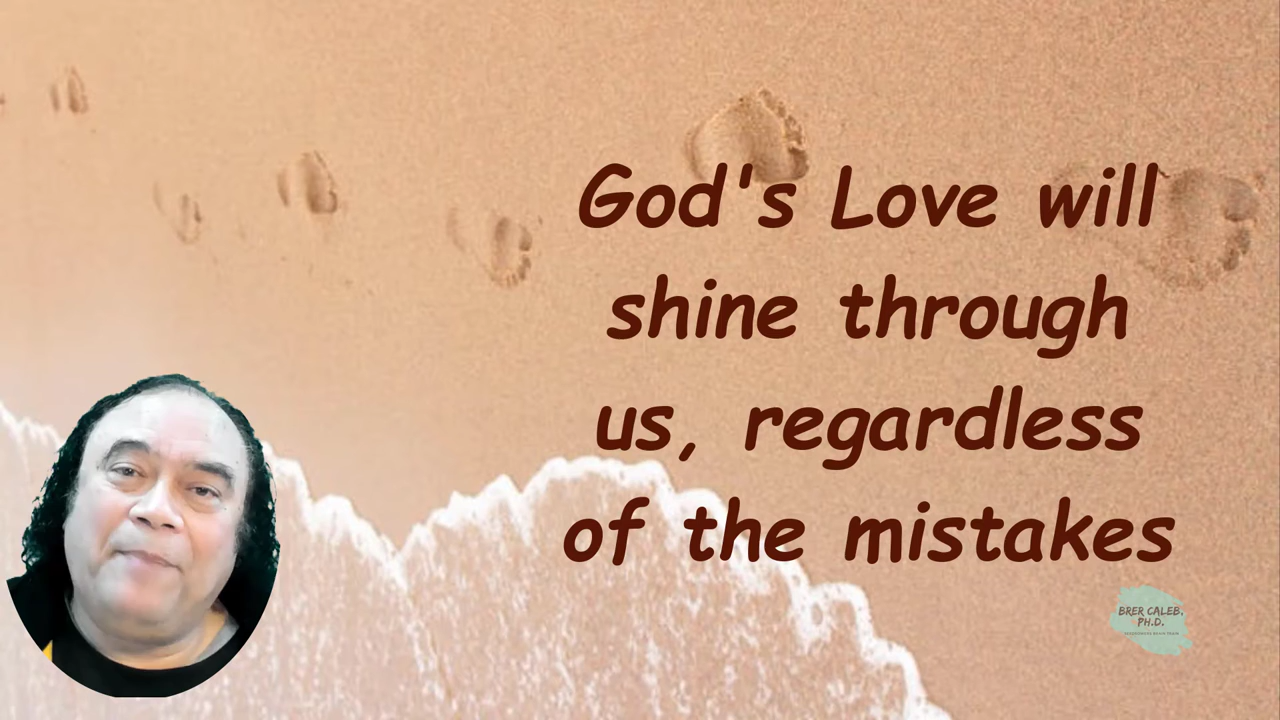 God's Love will
shine through
us, regardless
of the mistakes
BRER CALEB,
PH.D.